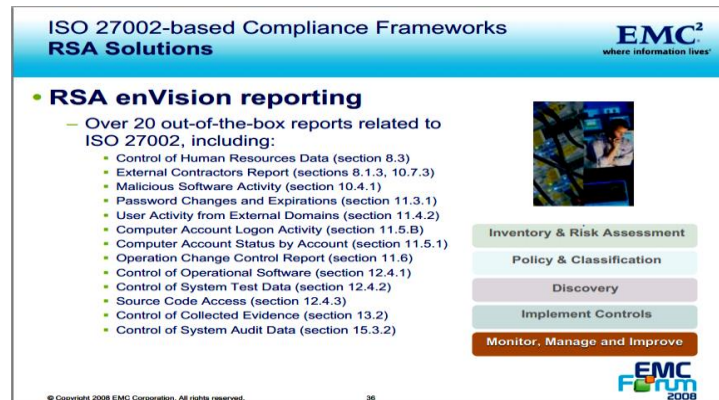 ISO 27002-based Compliance Frameworks
RSA Solutions
EMC²
where information lives®
• RSA enVision reporting
– Over 20 out-of-the-box reports related to
ISO 27002, including:
▪ Control of Human Resources Data (section 8.3)
▪ External Contractors Report (sections 8.1.3, 10.7.3)
▪ Malicious Software Activity (section 10.4.1)
▪ Password Changes and Expirations (section 11.3.1)
▪ User Activity from External Domains (section 11.4.2)
▪ Computer Account Logon Activity (section 11.5.B)
▪ Computer Account Status by Account (section 11.5.1)
▪ Operation Change Control Report (section 11.6)
▪ Control of Operational Software (section 12.4.1)
▪ Control of System Test Data (section 12.4.2)
▪ Source Code Access (section 12.4.3)
▪ Control of Collected Evidence (section 13.2)
▪ Control of System Audit Data (section 15.3.2)
Inventory & Risk Assessment
Policy & Classification
Discovery
Implement Controls
Monitor, Manage and Improve
EMC
Forum
2008
© Copyright 2008 EMC Corporation. All rights reserved.
36